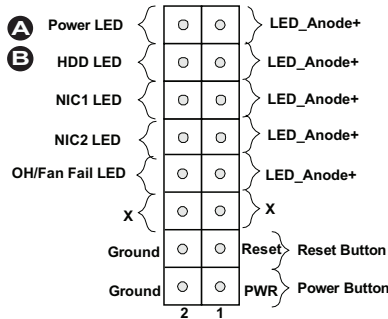 A Power LED LED_Anode+
B HDD LED LED_Anode+
NIC1 LED LED_Anode+
NIC2 LED LED_Anode+
OH/Fan Fail LED LED_Anode+
X X
Ground Reset Reset Button
Ground PWR Power Button
2 1